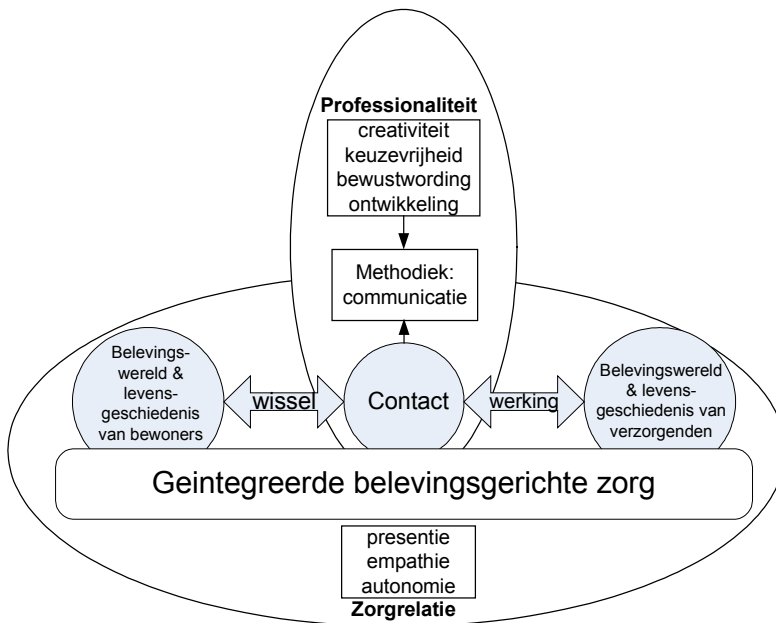 Professionaliteit
creativiteit
keuzevrijheid
bewustwording
ontwikkeling
Methodiek:
communicatie
Belevings-
wereld &
levens-
geschiedenis
van bewoners
wissel
Contact
werking
Belevingswereld
& levens-
geschiedenis van
verzorgenden
Geintegreerde belevingsgerichte zorg
presentie
empathie
autonomie
Zorgrelatie